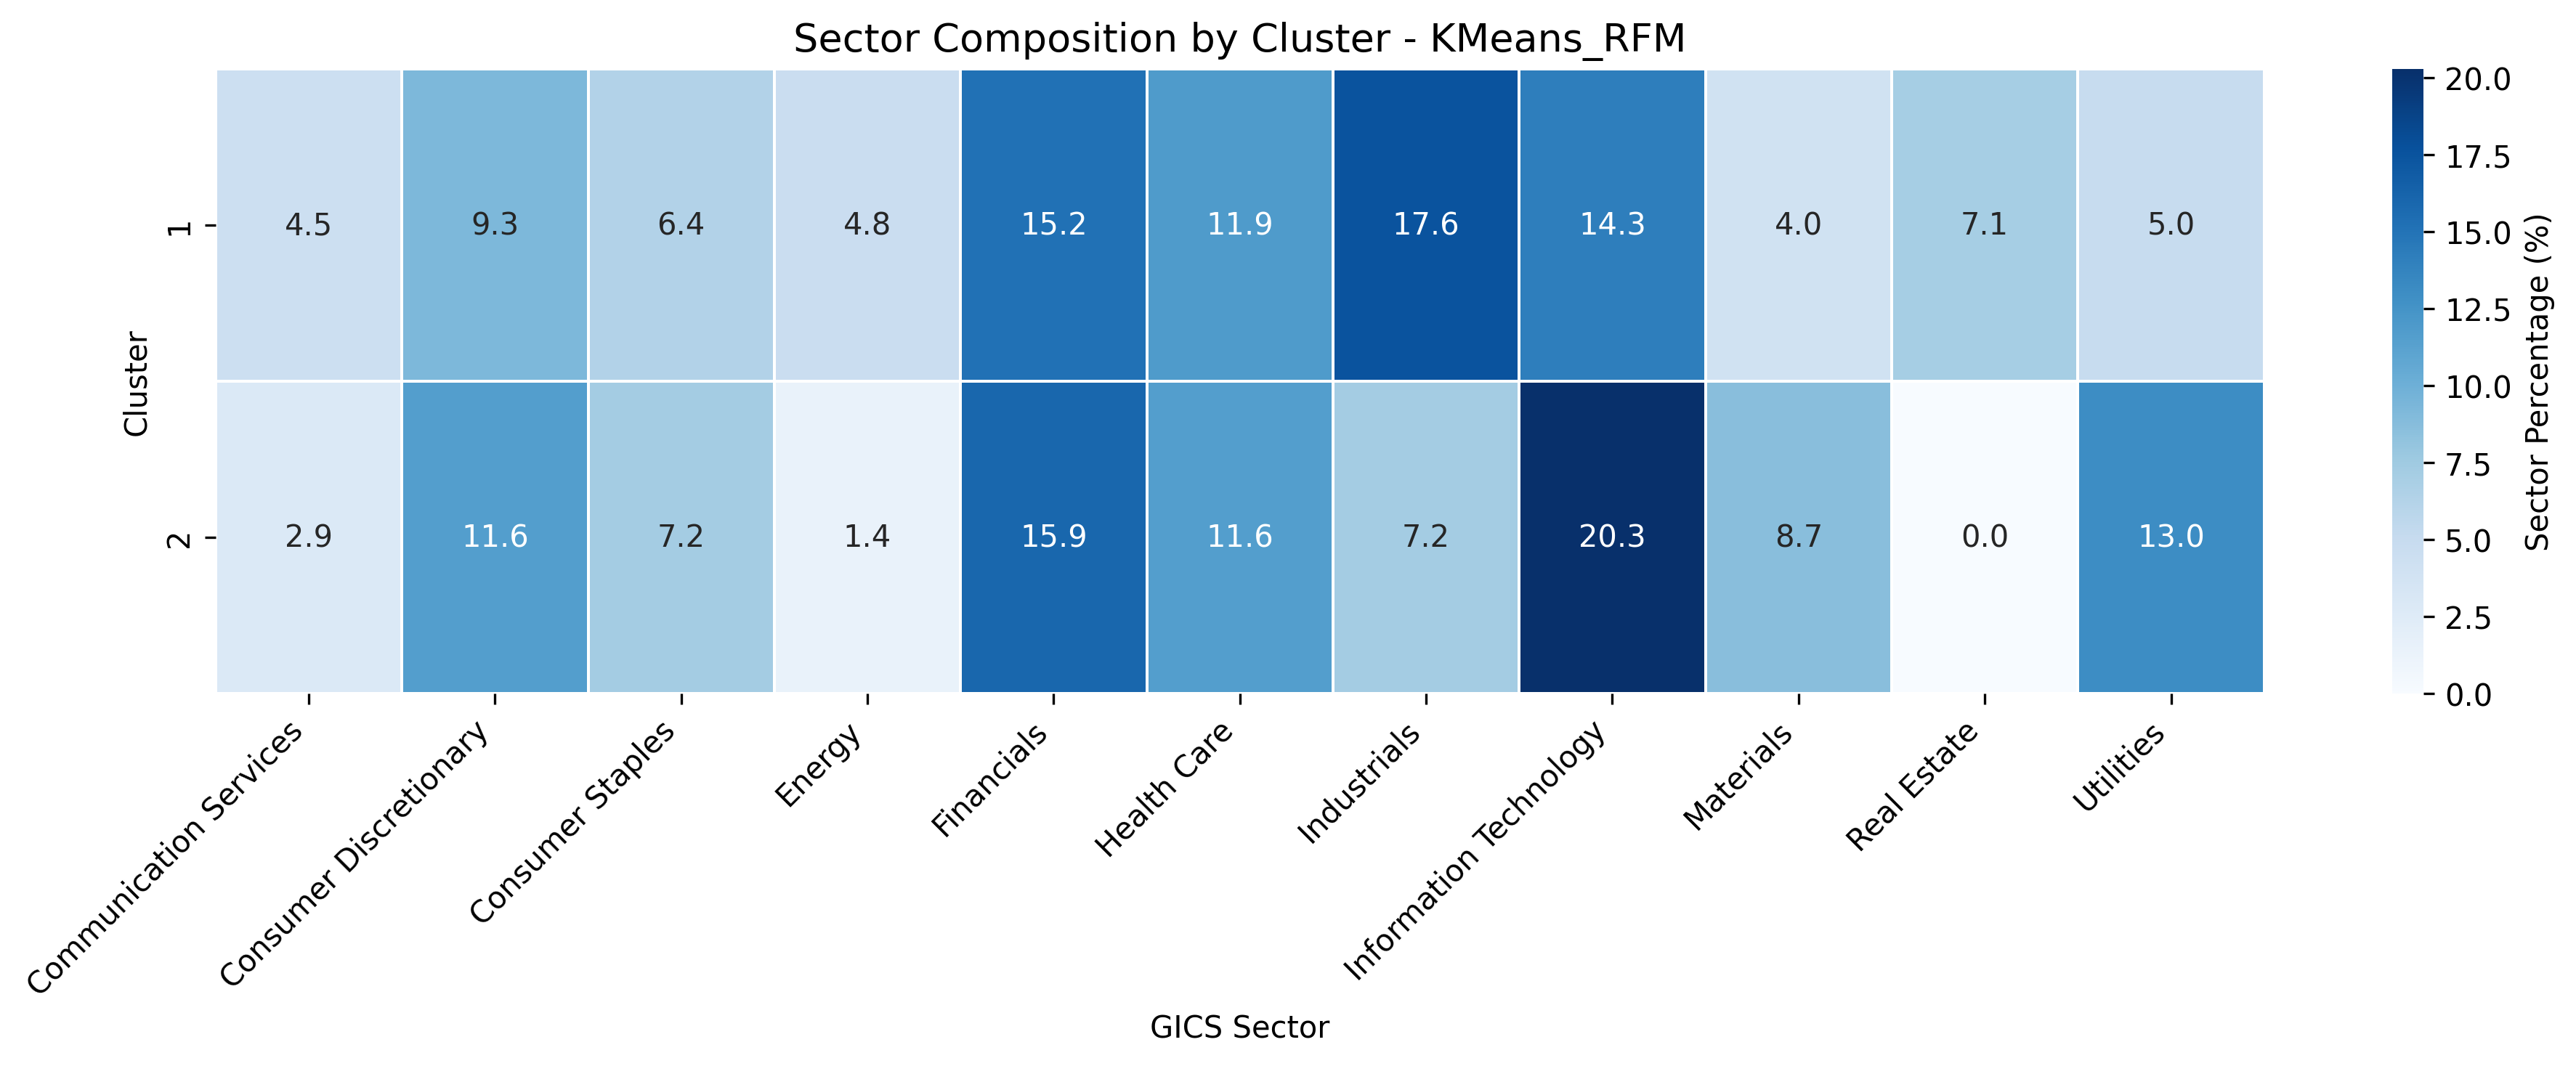 Sector Composition by Cluster - KMeans_RFM
Cluster
1
4.5 9.3 6.4 4.8 15.2 11.9 17.6 14.3 4.0 7.1 5.0
2
2.9 11.6 7.2 1.4 15.9 11.6 7.2 20.3 8.7 0.0 13.0
Communication Services
Consumer Discretionary
Consumer Staples
Energy
Financials
Health Care
Industrials
Information Technology
Materials
Real Estate
Utilities
GICS Sector
20.0
17.5
15.0
12.5
10.0
7.5
5.0
2.5
0.0
Sector Percentage (%)